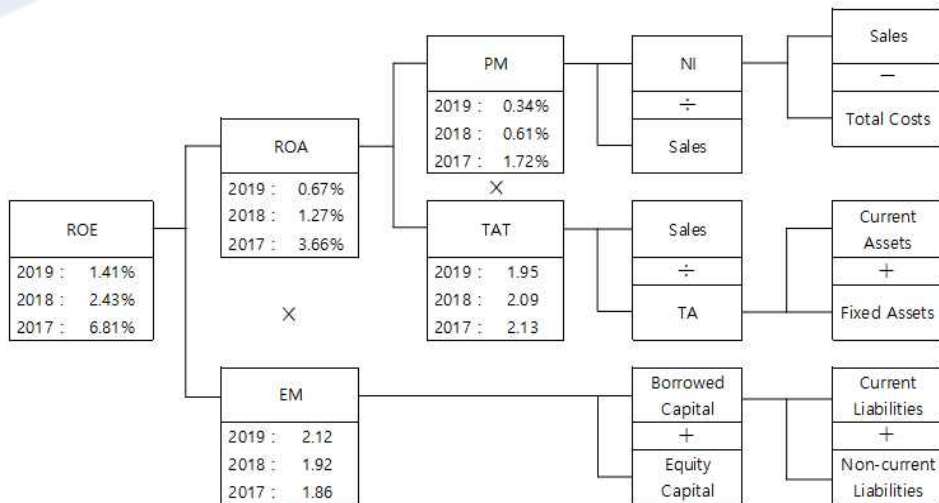 ROE
2019 : 1.41%
2018 : 2.43%
2017 : 6.81%
ROA
2019 : 0.67%
2018 : 1.27%
2017 : 3.66%
×
EM
2019 : 2.12
2018 : 1.92
2017 : 1.86
PM
2019 : 0.34%
2018 : 0.61%
2017 : 1.72%
×
TAT
2019 : 1.95
2018 : 2.09
2017 : 2.13
NI
÷
Sales
Sales
÷
TA
Borrowed
Capital
+
Equity
Capital
Sales
−
Total Costs
Current
Assets
+
Fixed Assets
Current
Liabilities
+
Non-current
Liabilities